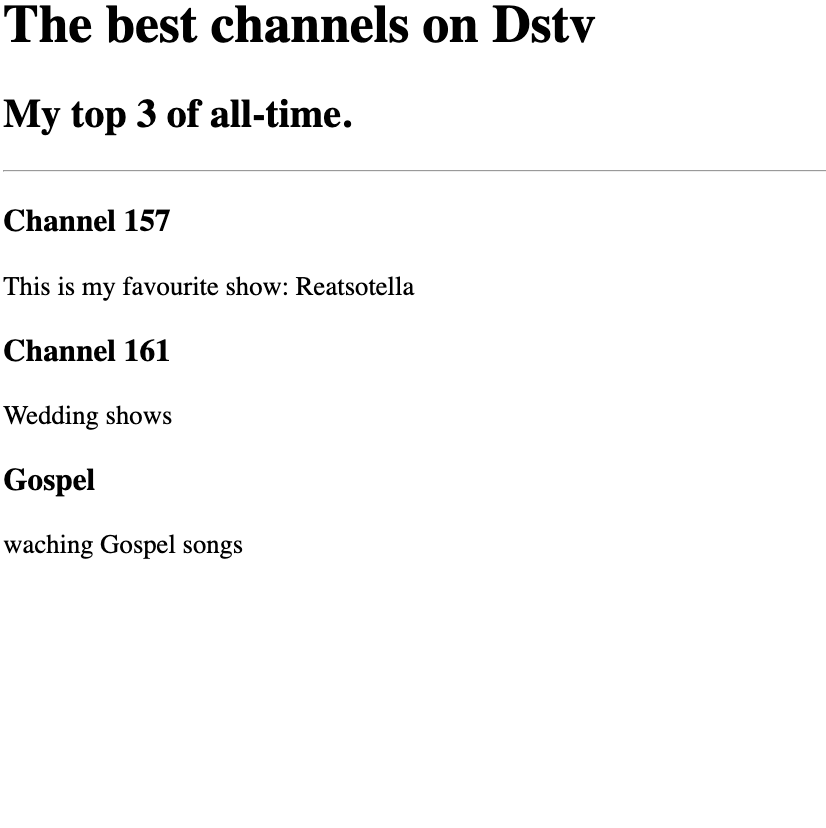 The best channels on Dstv
My top 3 of all-time.
Channel 157
This is my favourite show: Reatsotella
Channel 161
Wedding shows
Gospel
waching Gospel songs